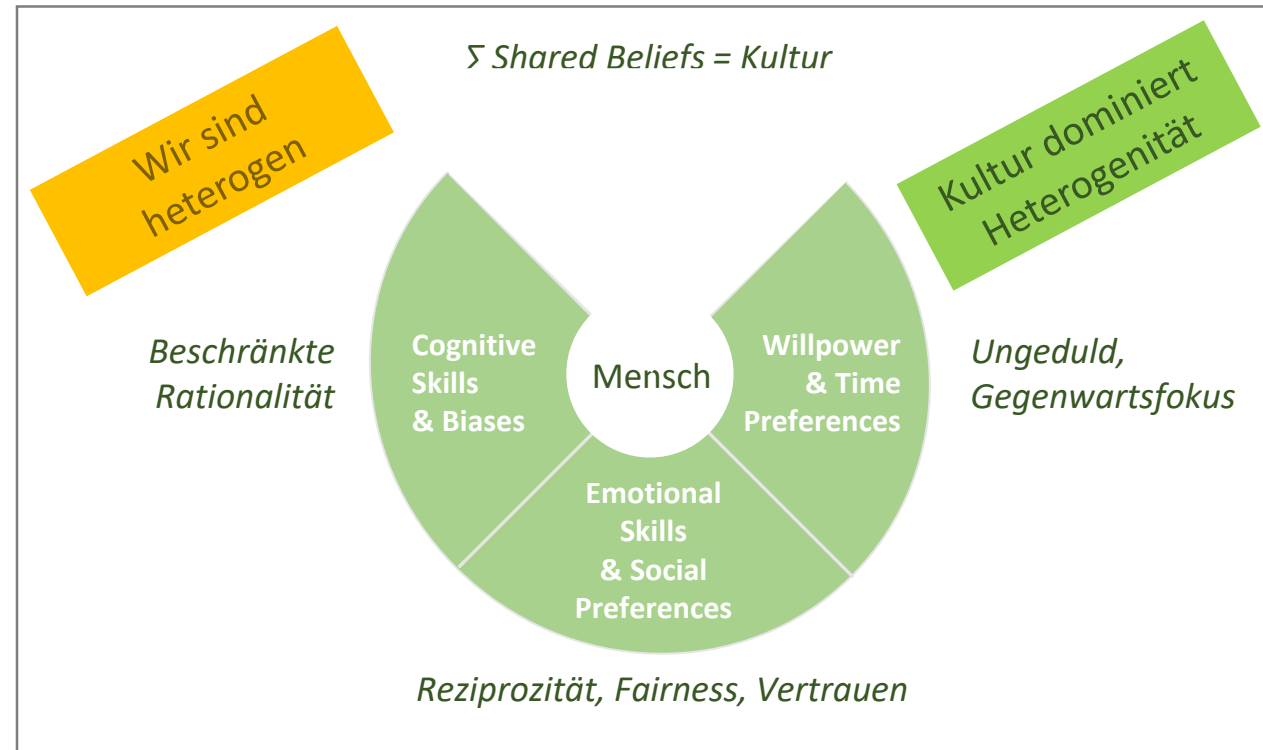 Σ Shared Beliefs = Kultur
Wir sind
heterogen
Kultur dominiert
Heterogenität
Beschränkte
Rationalität
Cognitive
Skills
& Biases
Mensch
Willpower
& Time
Preferences
Ungeduld,
Gegenwartsfokus
Emotional
Skills
& Social
Preferences
Reziprozität, Fairness, Vertrauen